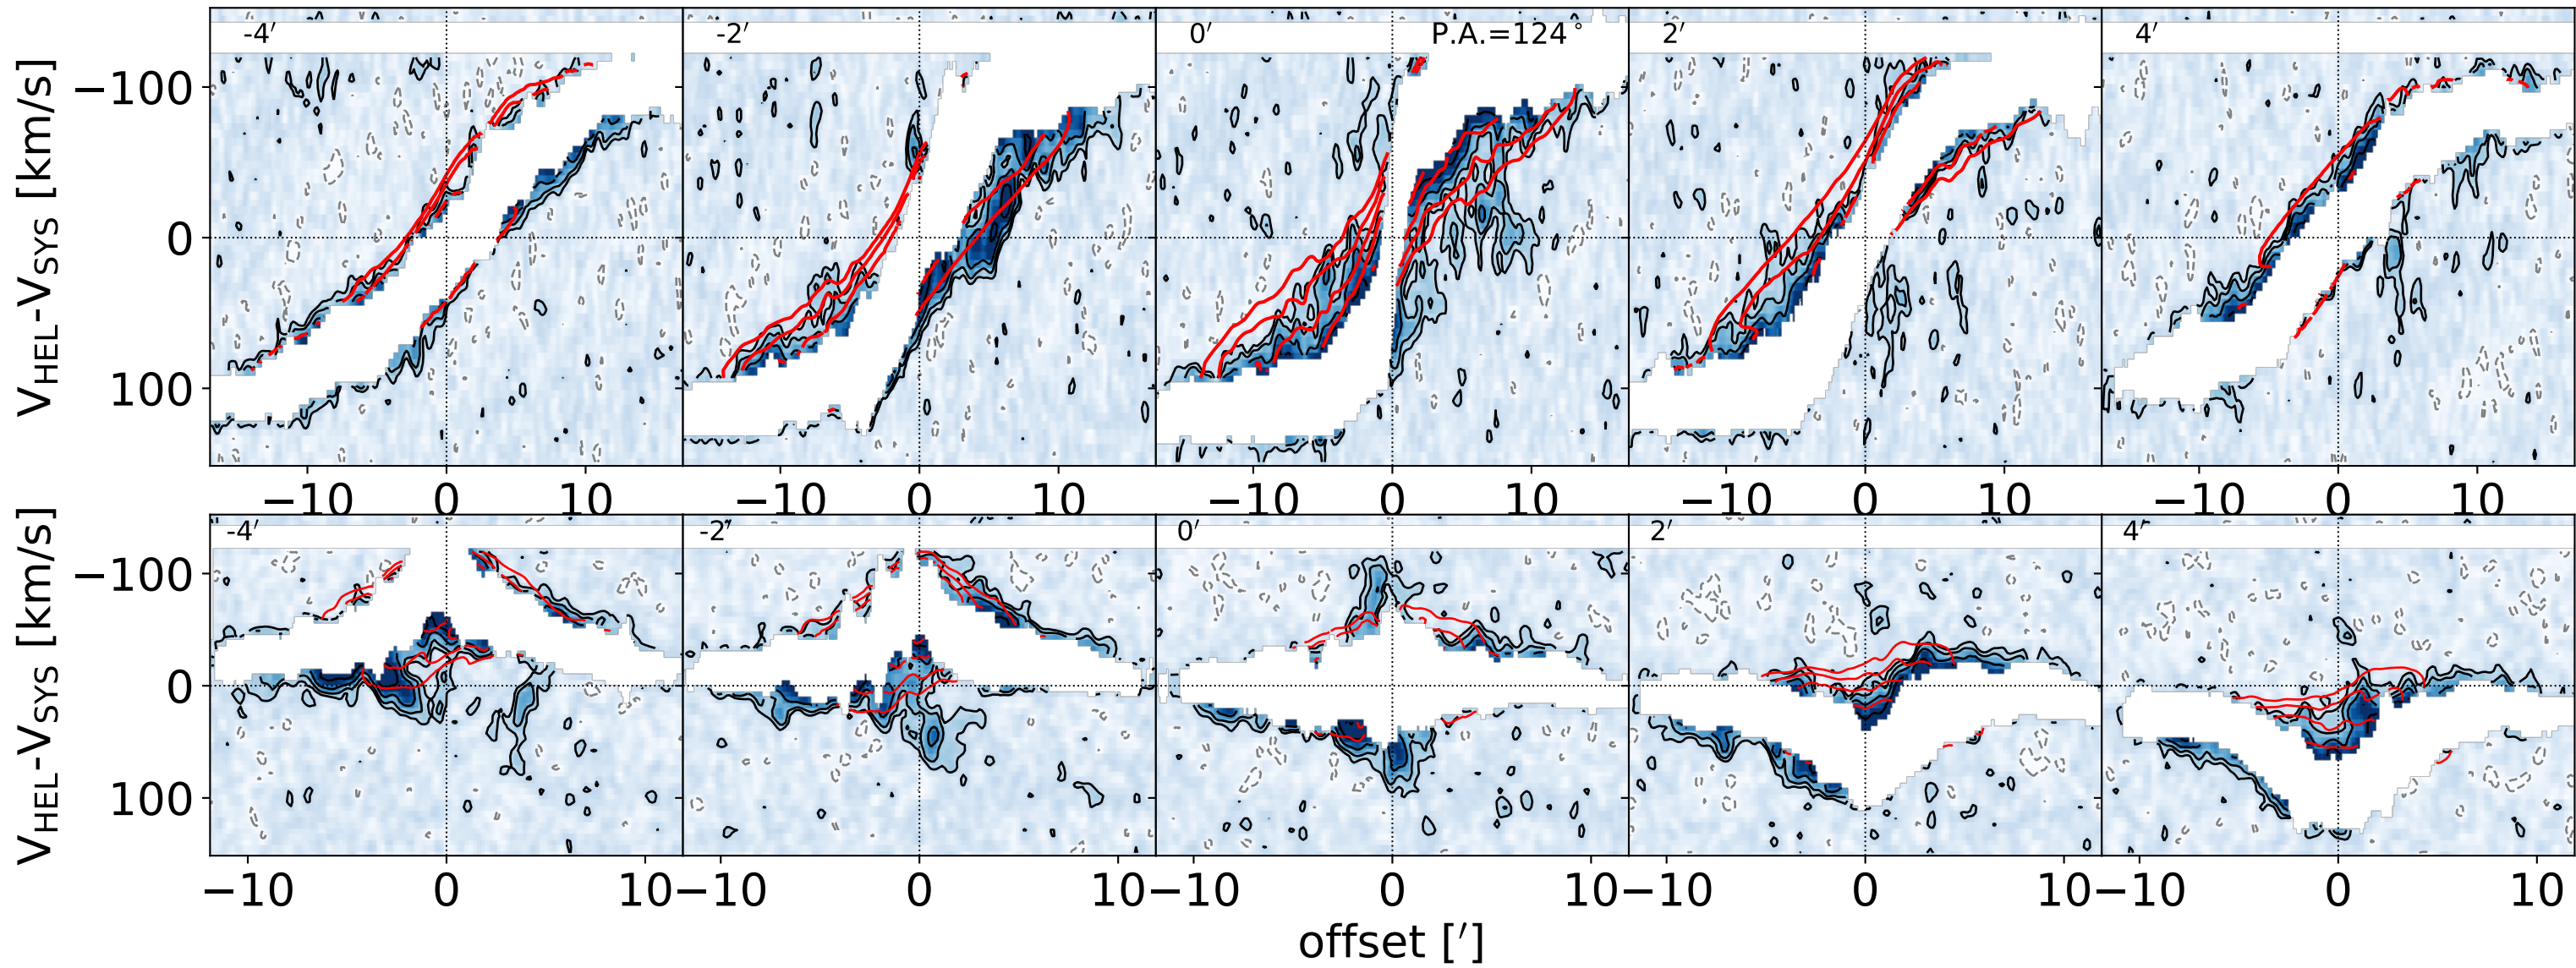 -4′ -2′ 0′ P.A.=124° 2′ 4′
V_HEL-V_SYS [km/s]
−100
0
100
−10 0 10 −10 0 10 −10 0 10 −10 0 10 −10 0 10
-4′ -2′ 0′ 2′ 4′
V_HEL-V_SYS [km/s]
−100
0
100
−10 0 10 −10 0 10 −10 0 10 −10 0 10 −10 0 10
offset [′]